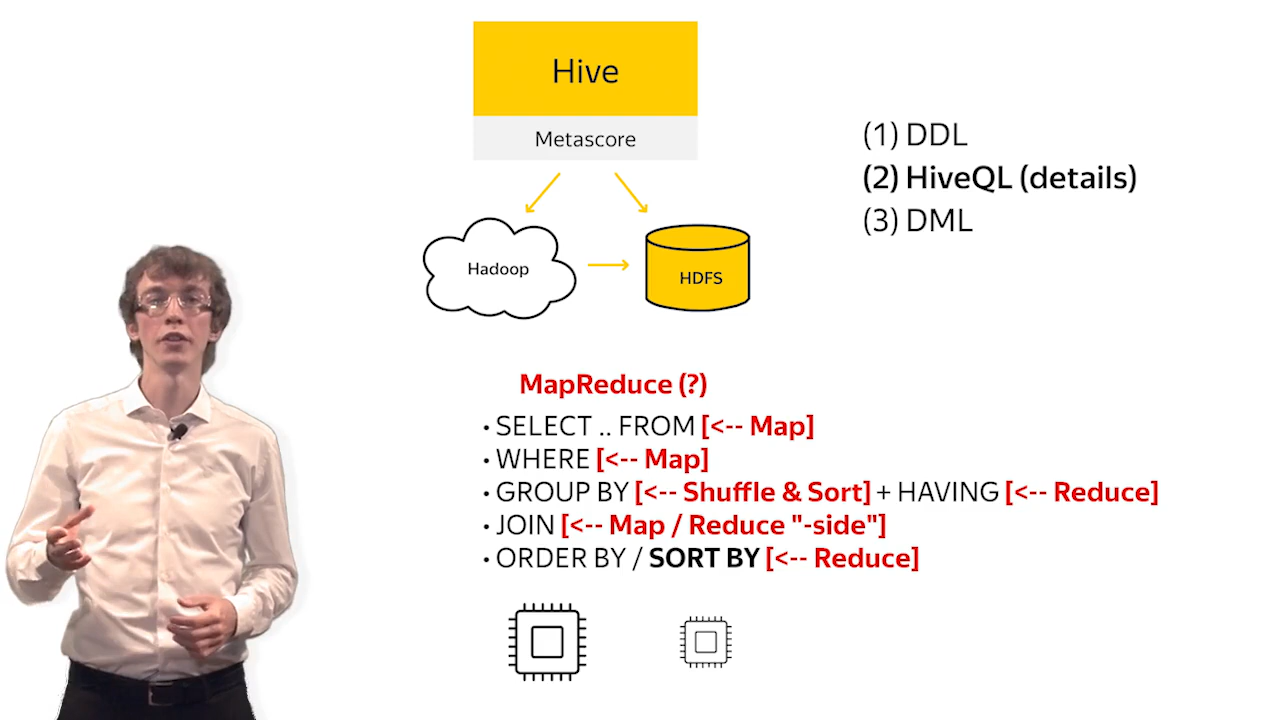 Hive
Metascore
Hadoop
HDFS
(1) DDL
(2) HiveQL (details)
(3) DML
MapReduce (?)
• SELECT .. FROM [<-- Map]
• WHERE [<-- Map]
• GROUP BY [<-- Shuffle & Sort] + HAVING [<-- Reduce]
• JOIN [<-- Map / Reduce "-side"]
• ORDER BY / SORT BY [<-- Reduce]